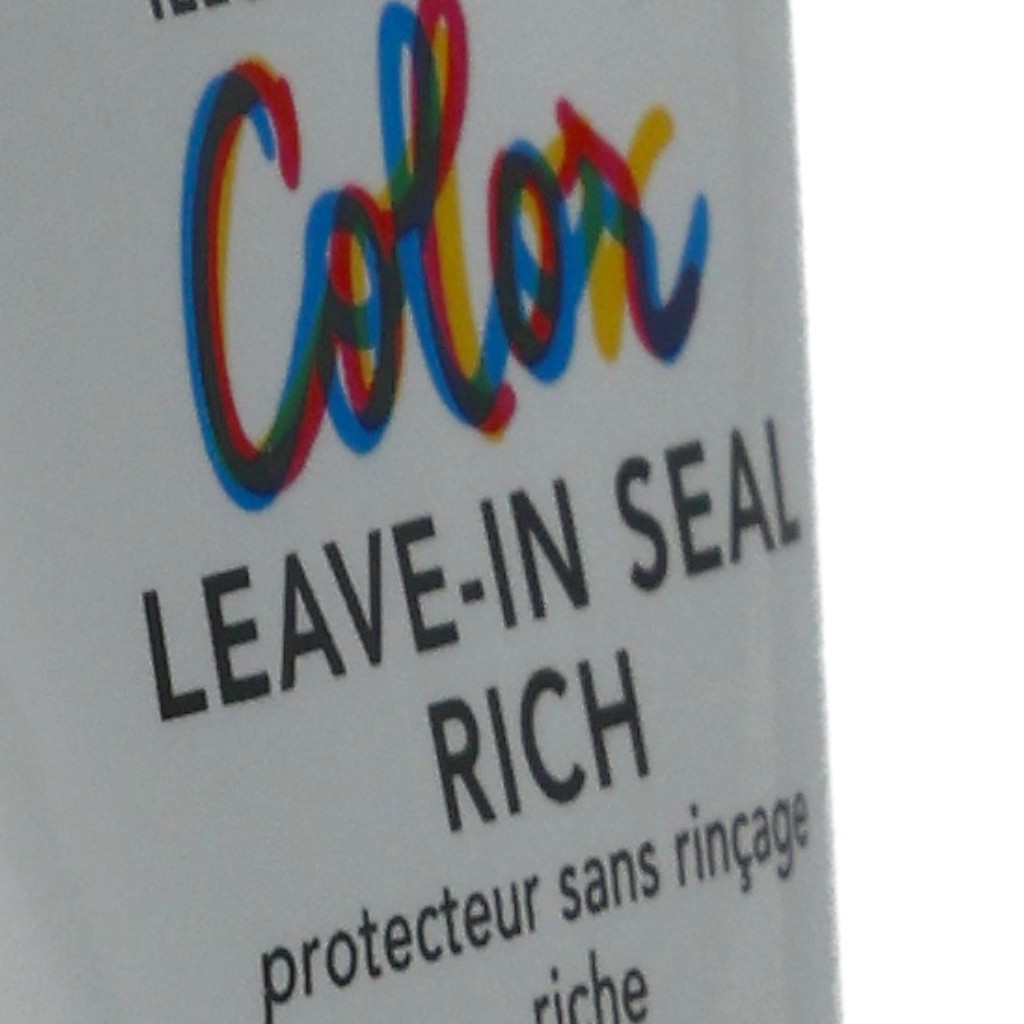 Color
LEAVE-IN SEAL
RICH
protecteur sans rinçage
riche